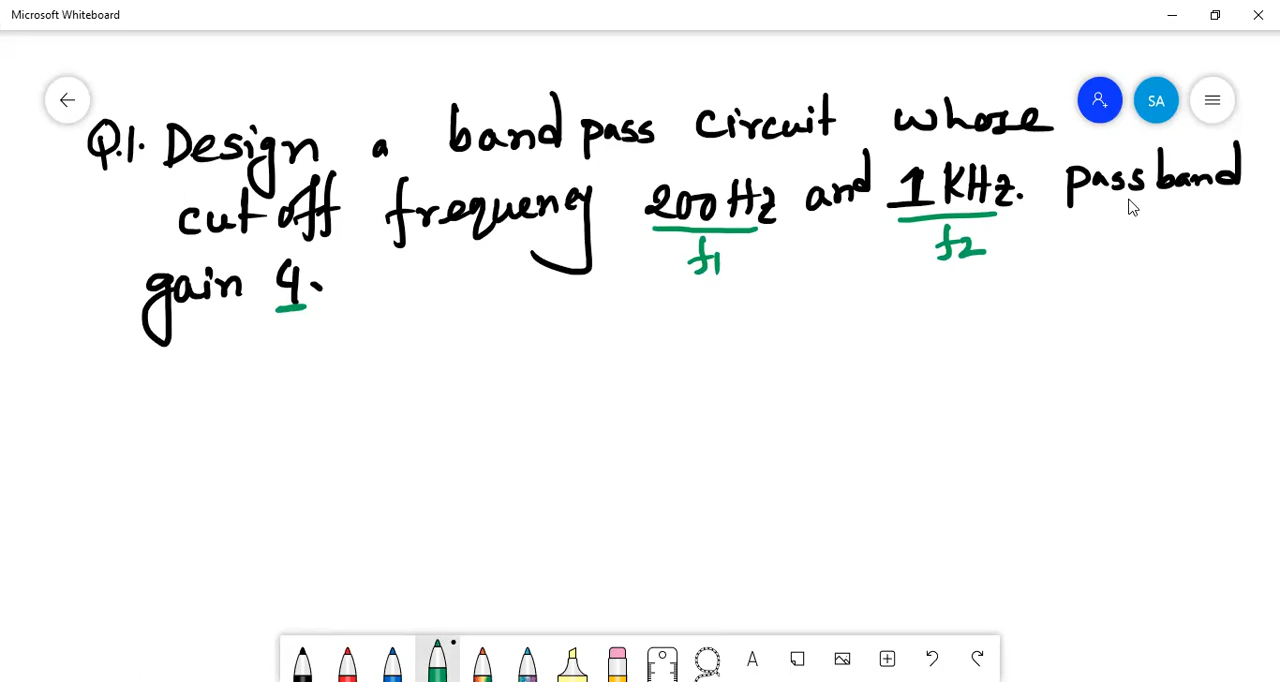 Microsoft Whiteboard
SA
Q.1. Design a band pass circuit whose
cut off frequency 200 Hz and 1 KHz. pass band
f1 f2
gain 4.
A